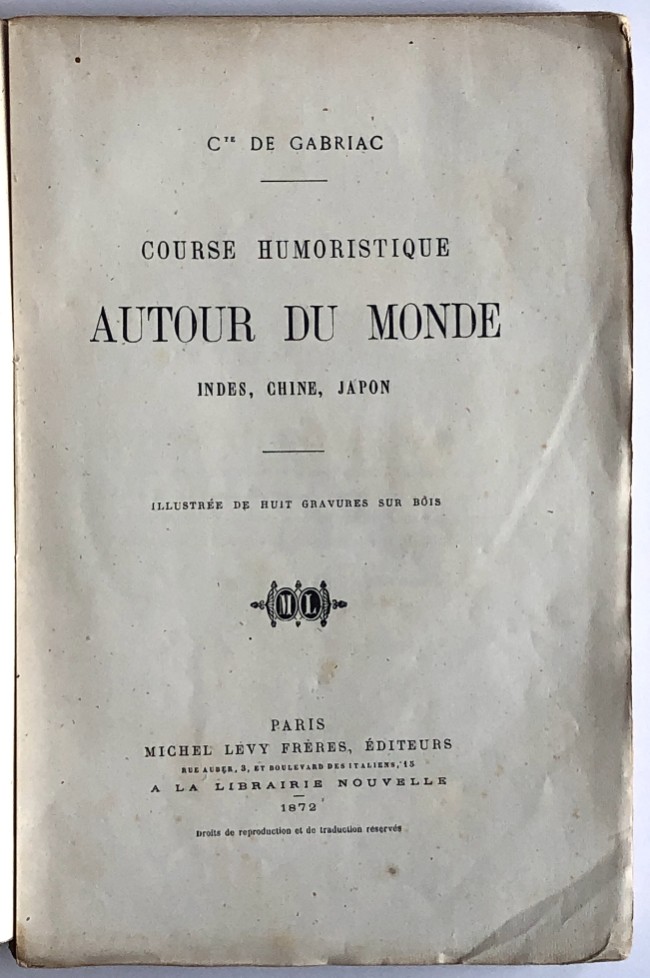 Cᵀᴱ DE GABRIAC
COURSE HUMORISTIQUE
AUTOUR DU MONDE
INDES, CHINE, JAPON
ILLUSTRÉE DE HUIT GRAVURES SUR BOIS
ML
PARIS
MICHEL LÉVY FRÈRES, ÉDITEURS
RUE AUBER, 3, ET BOULEVARD DES ITALIENS, 15
A LA LIBRAIRIE NOUVELLE
1872
Droits de reproduction et de traduction réservés